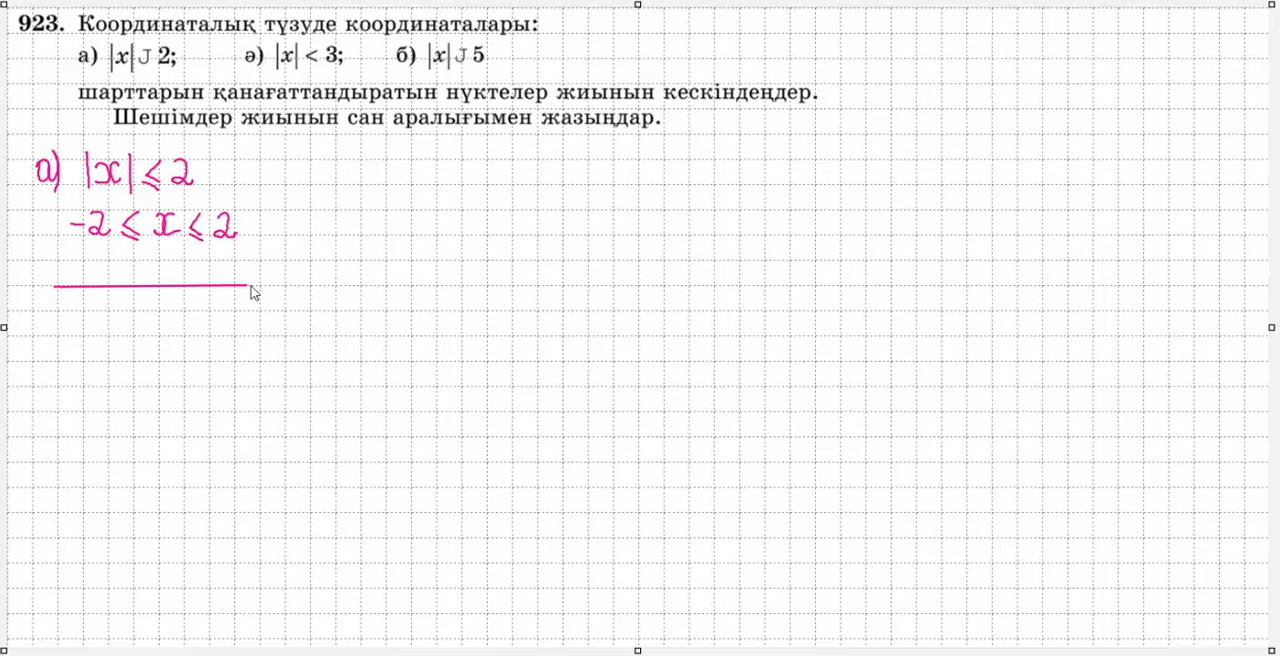 923. Координаталық түзуде координаталары:
а) |x| Ј 2; ә) |x| < 3; б) |x| Ј 5
шарттарын қанағаттандыратын нүктелер жиынын кескіндеңдер.
Шешімдер жиынын сан аралығымен жазыңдар.
а) |x| ⩽ 2
-2 ⩽ x ⩽ 2